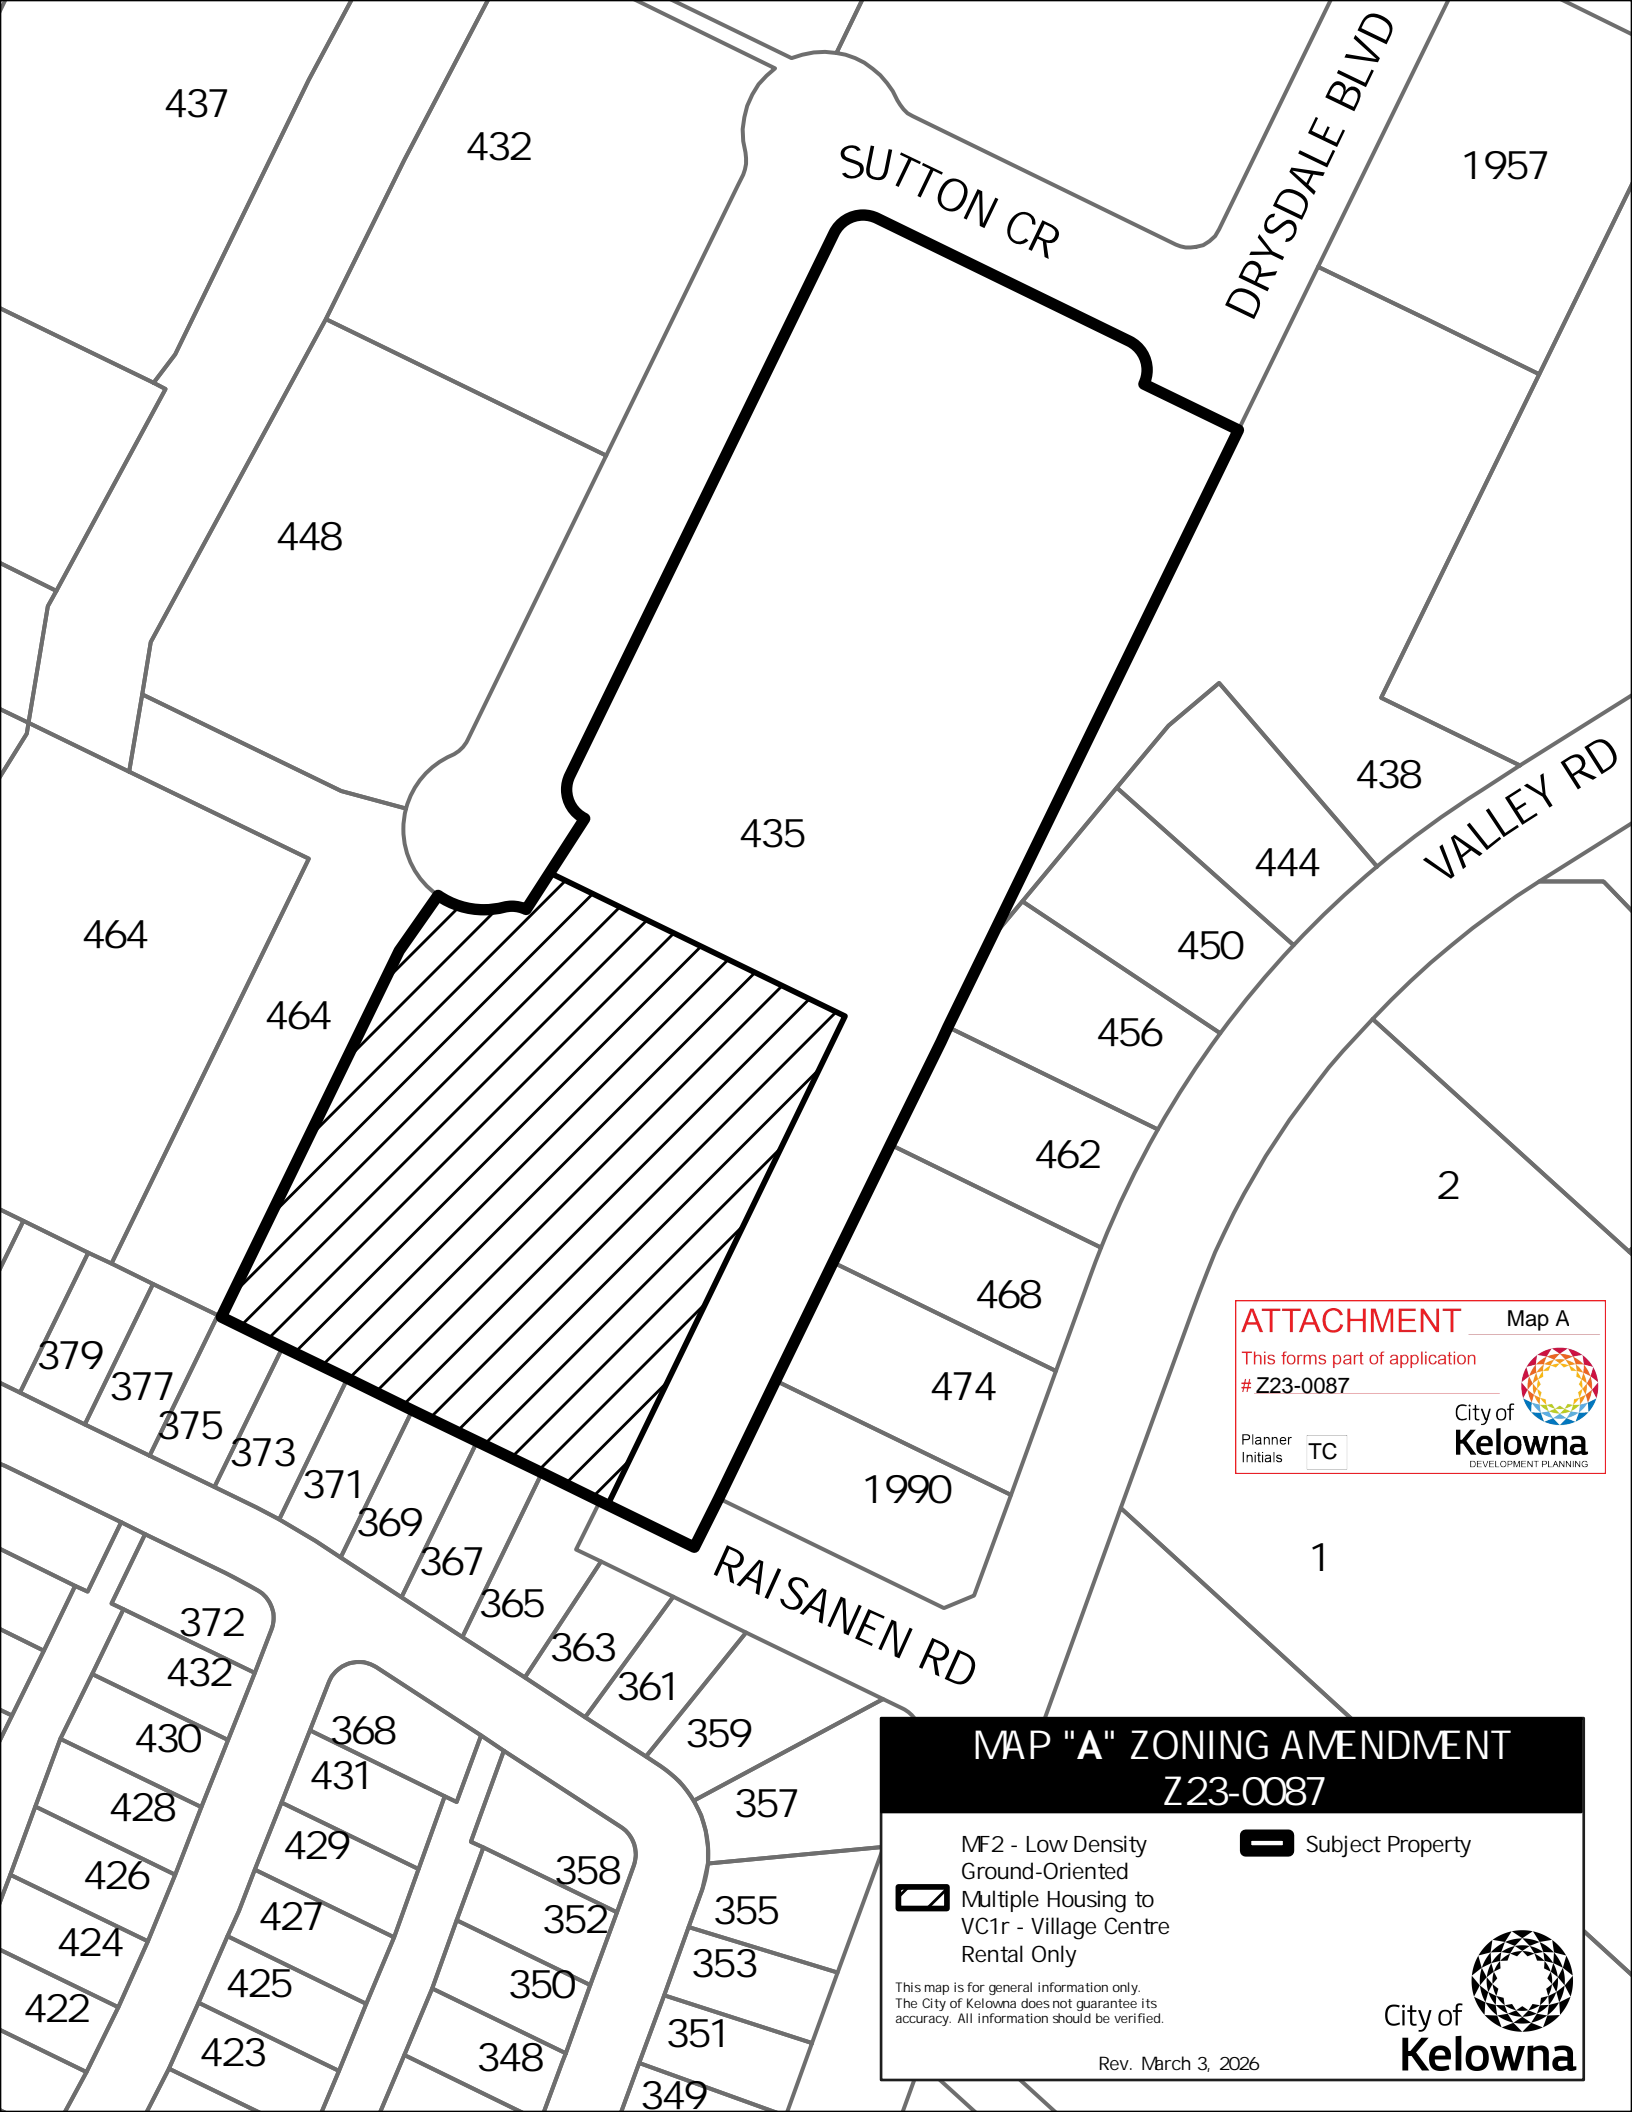 437
432
SUTTON CR
DRYSDALE BLVD
1957
448
435
438
VALLEY RD
444
450
464
464
456
462
2
468
474
1990
379
377
375
373
371
369
367
365
363
361
359
357
RAISANEN RD
1
372
432
430
428
426
424
422
368
431
429
427
425
423
358
352
350
348
355
353
351
349
ATTACHMENT Map A
This forms part of application
# Z23-0087
City of
Kelowna
DEVELOPMENT PLANNING
Planner
Initials TC
MAP "A" ZONING AMENDMENT
Z23-0087
MF2 - Low Density
Ground-Oriented
Multiple Housing to
VC1r - Village Centre
Rental Only
Subject Property
This map is for general information only.
The City of Kelowna does not guarantee its
accuracy. All information should be verified.
Rev. March 3, 2026
City of
Kelowna